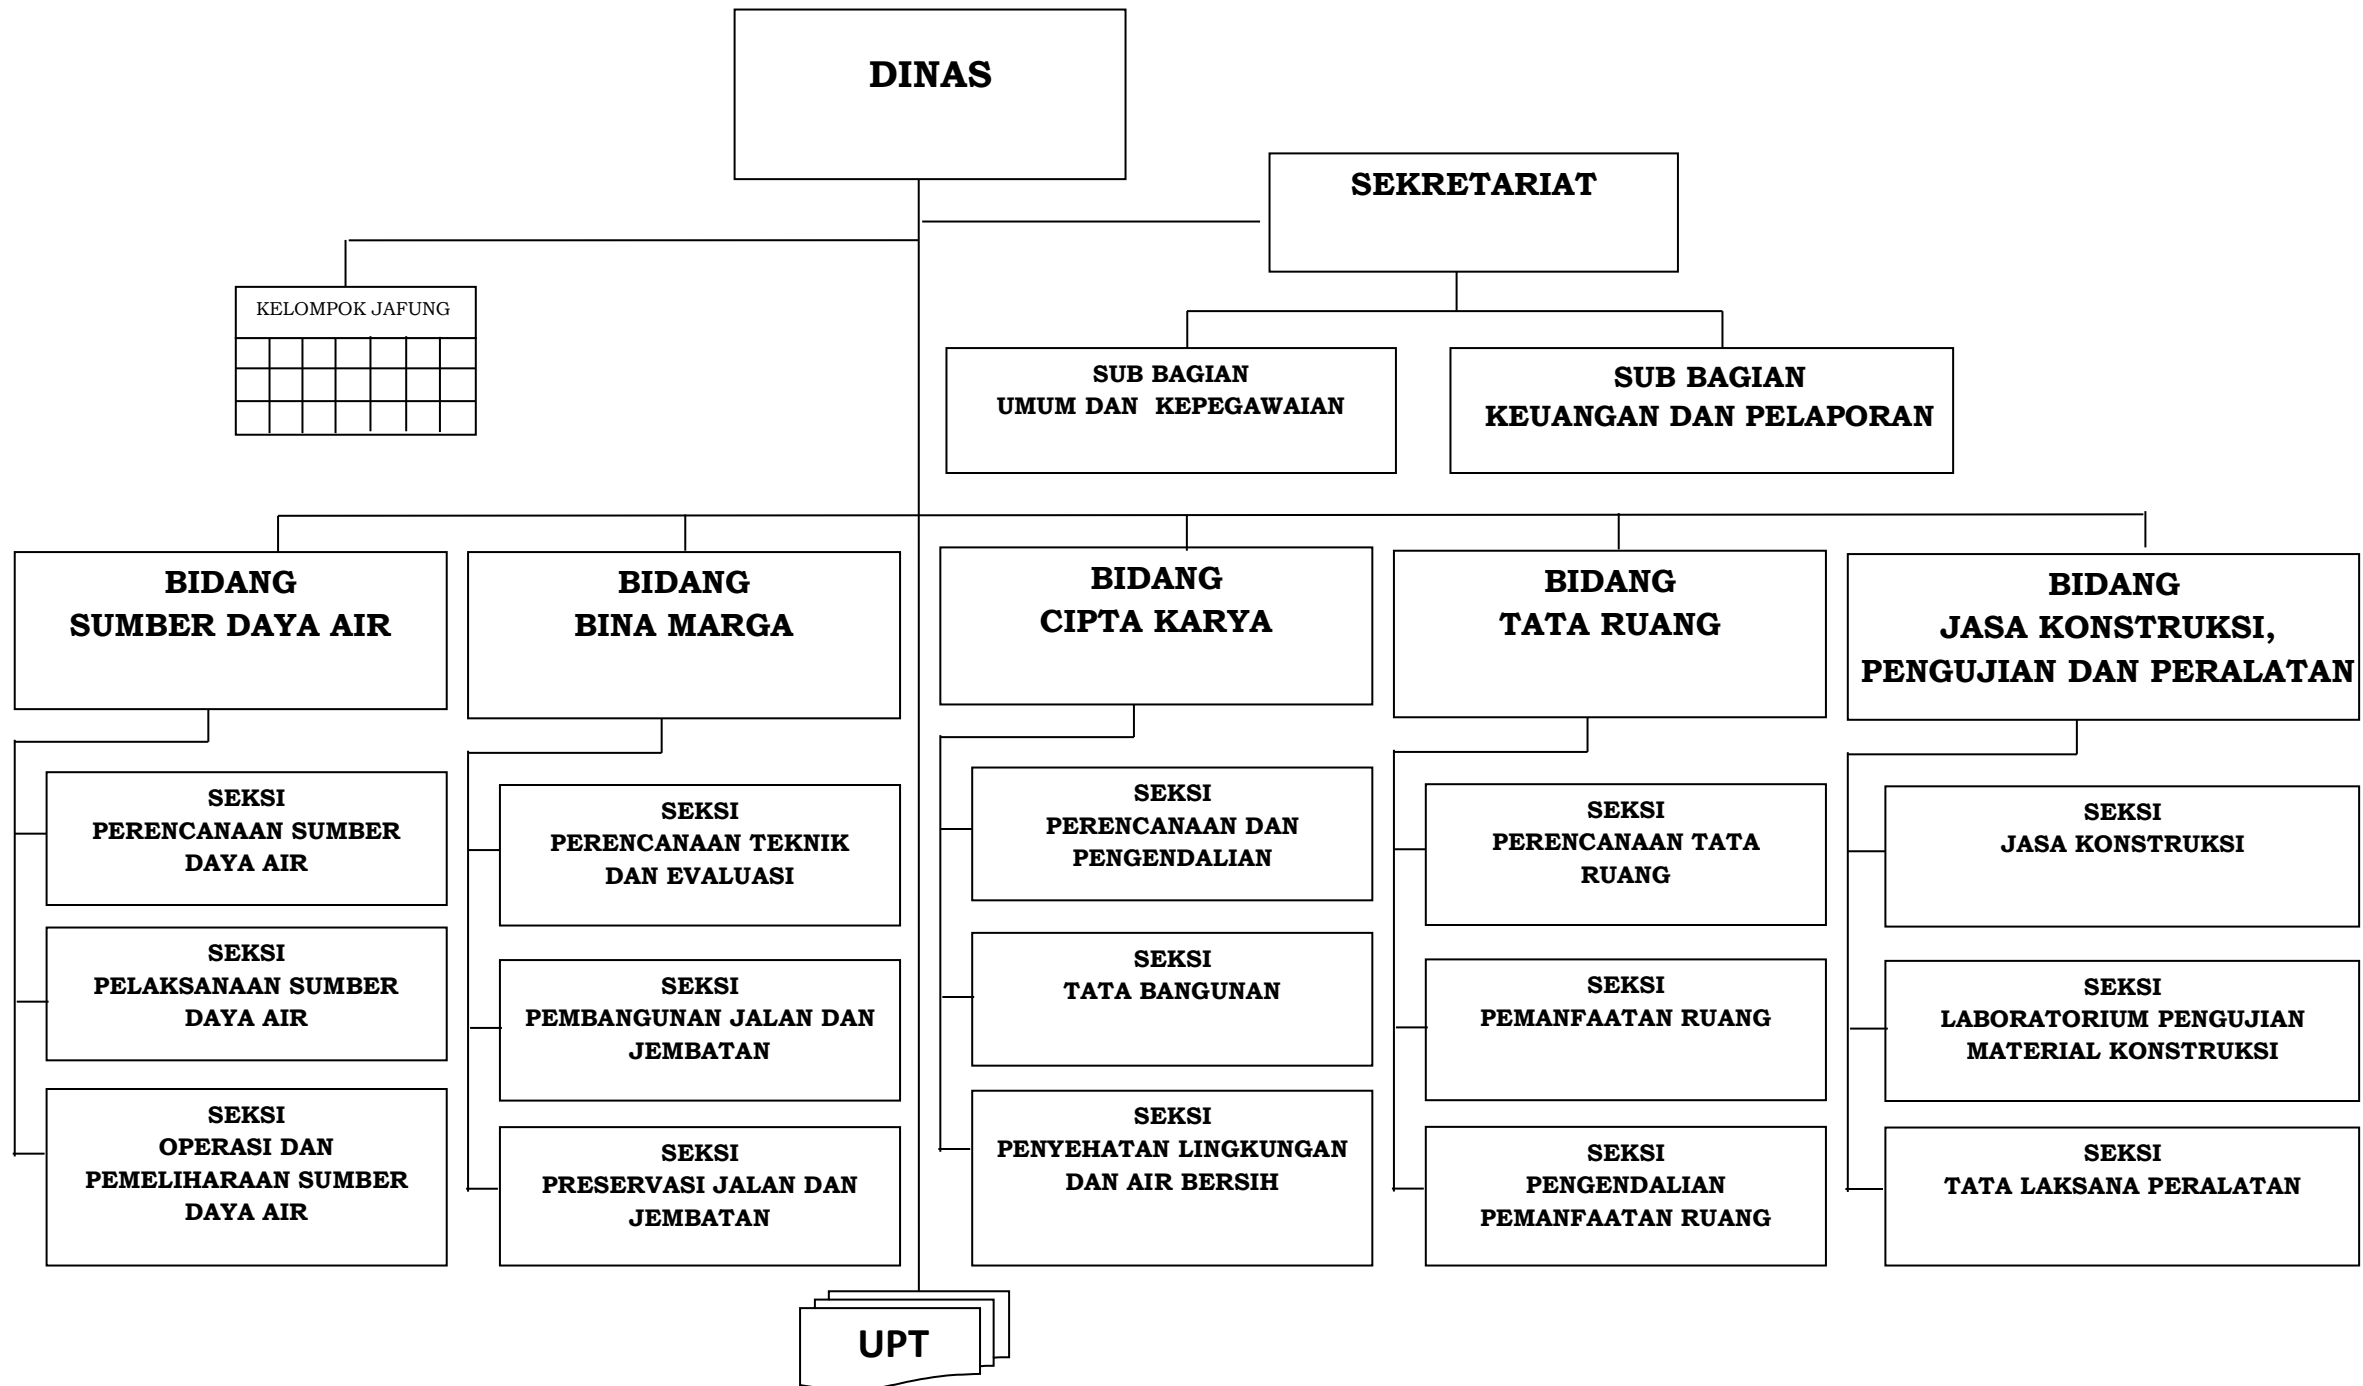 DINAS
SEKRETARIAT
KELOMPOK JAFUNG
SUB BAGIAN
UMUM DAN KEPEGAWAIAN
SUB BAGIAN
KEUANGAN DAN PELAPORAN
BIDANG
SUMBER DAYA AIR
BIDANG
BINA MARGA
BIDANG
CIPTA KARYA
BIDANG
TATA RUANG
BIDANG
JASA KONSTRUKSI,
PENGUJIAN DAN PERALATAN
SEKSI
PERENCANAAN SUMBER
DAYA AIR
SEKSI
PELAKSANAAN SUMBER
DAYA AIR
SEKSI
OPERASI DAN
PEMELIHARAAN SUMBER
DAYA AIR
SEKSI
PERENCANAAN TEKNIK
DAN EVALUASI
SEKSI
PEMBANGUNAN JALAN DAN
JEMBATAN
SEKSI
PRESERVASI JALAN DAN
JEMBATAN
SEKSI
PERENCANAAN DAN
PENGENDALIAN
SEKSI
TATA BANGUNAN
SEKSI
PENYEHATAN LINGKUNGAN
DAN AIR BERSIH
SEKSI
PERENCANAAN TATA
RUANG
SEKSI
PEMANFAATAN RUANG
SEKSI
PENGENDALIAN
PEMANFAATAN RUANG
SEKSI
JASA KONSTRUKSI
SEKSI
LABORATORIUM PENGUJIAN
MATERIAL KONSTRUKSI
SEKSI
TATA LAKSANA PERALATAN
UPT